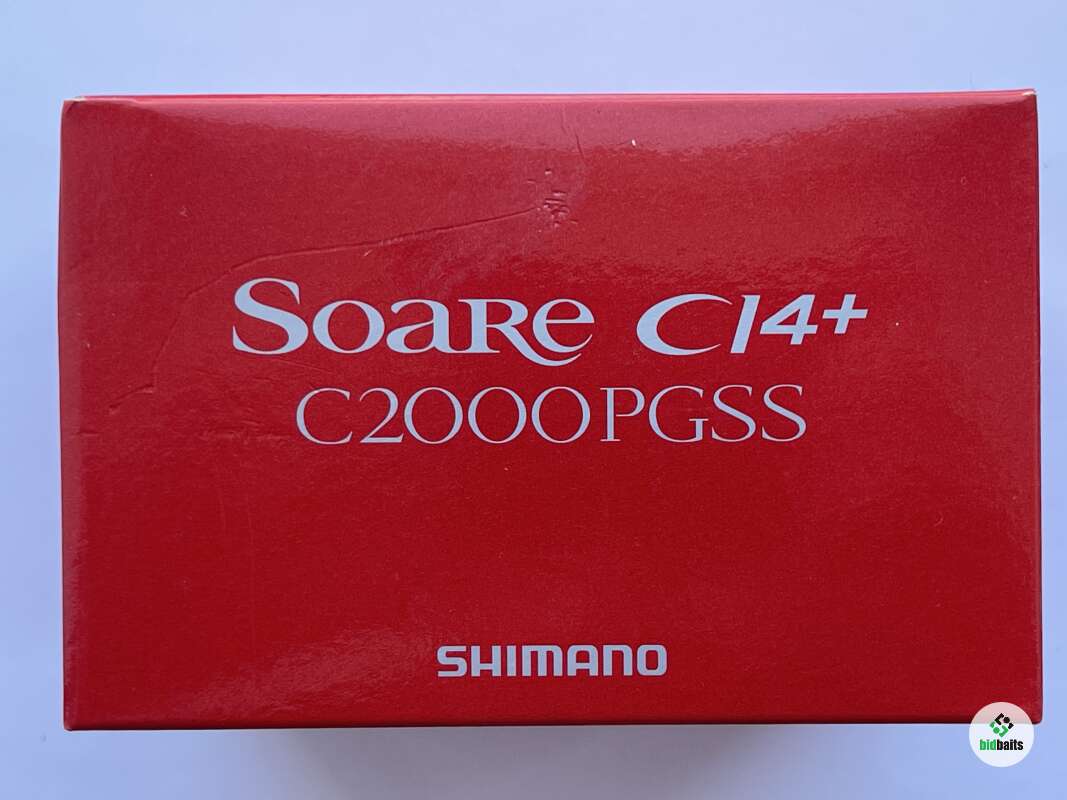 Soare CI4+
C2000PGSS
SHIMANO
bidbaits